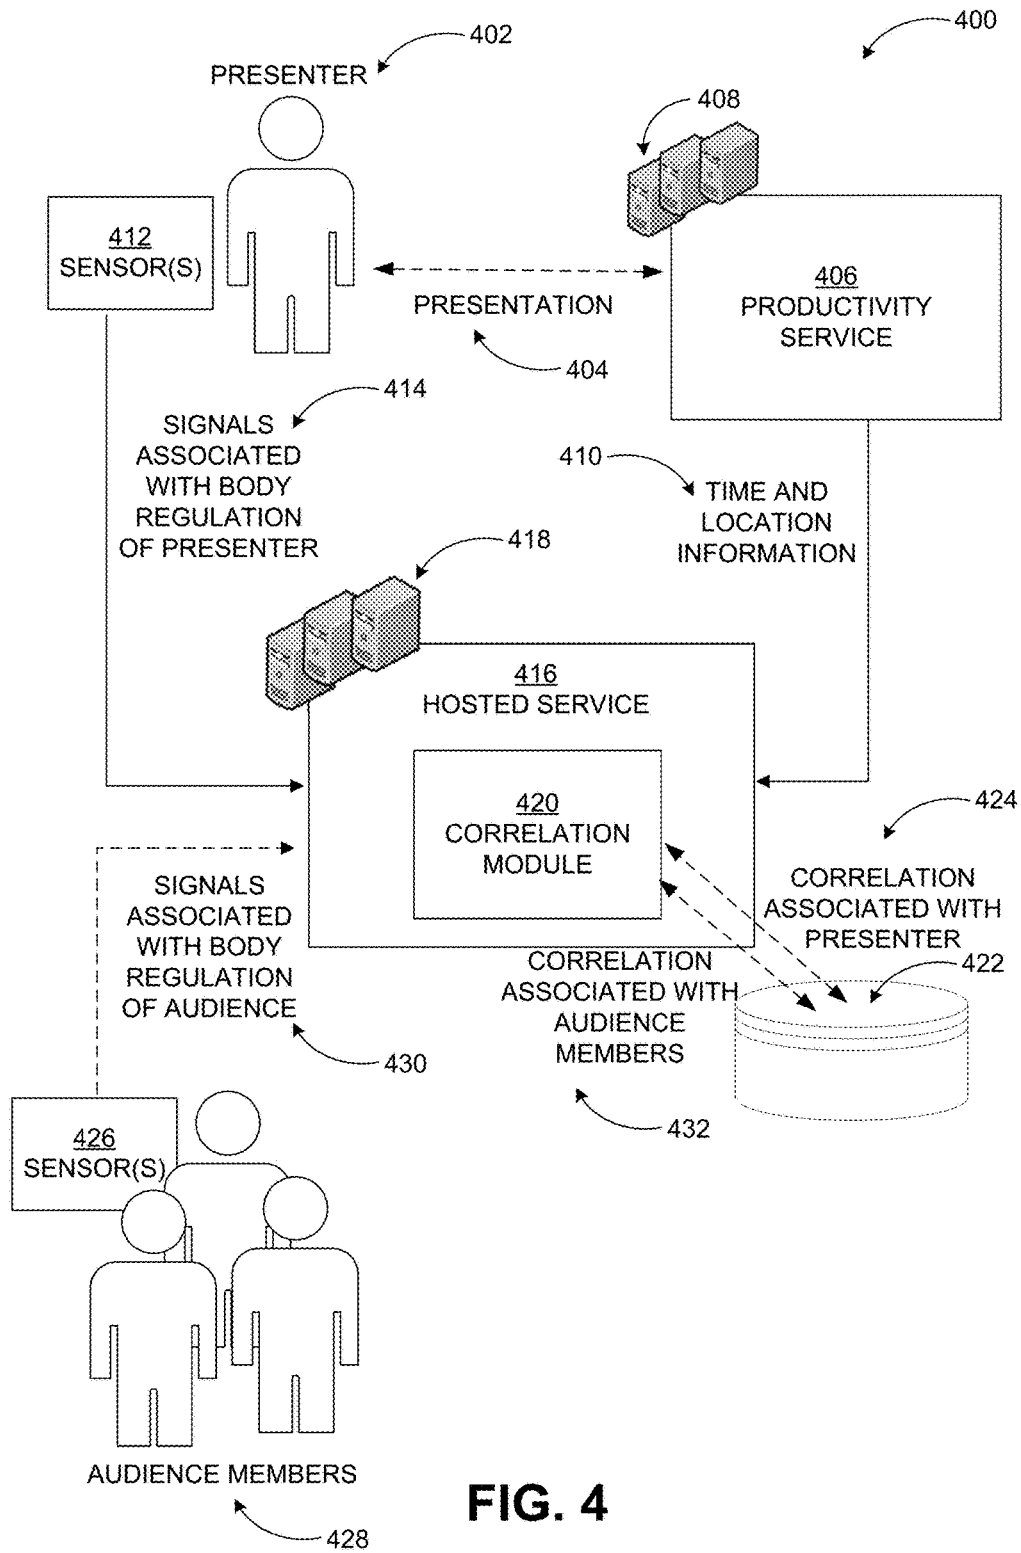 402
400
PRESENTER
408
412
SENSOR(S)
406
PRODUCTIVITY
SERVICE
PRESENTATION
404
414
SIGNALS
ASSOCIATED
WITH BODY
REGULATION
OF PRESENTER
410
TIME AND
LOCATION
INFORMATION
418
416
HOSTED SERVICE
420
CORRELATION
MODULE
424
CORRELATION
ASSOCIATED WITH
PRESENTER
422
SIGNALS
ASSOCIATED
WITH BODY
REGULATION
OF AUDIENCE
430
CORRELATION
ASSOCIATED WITH
AUDIENCE
MEMBERS
432
426
SENSOR(S)
AUDIENCE MEMBERS
428
FIG. 4